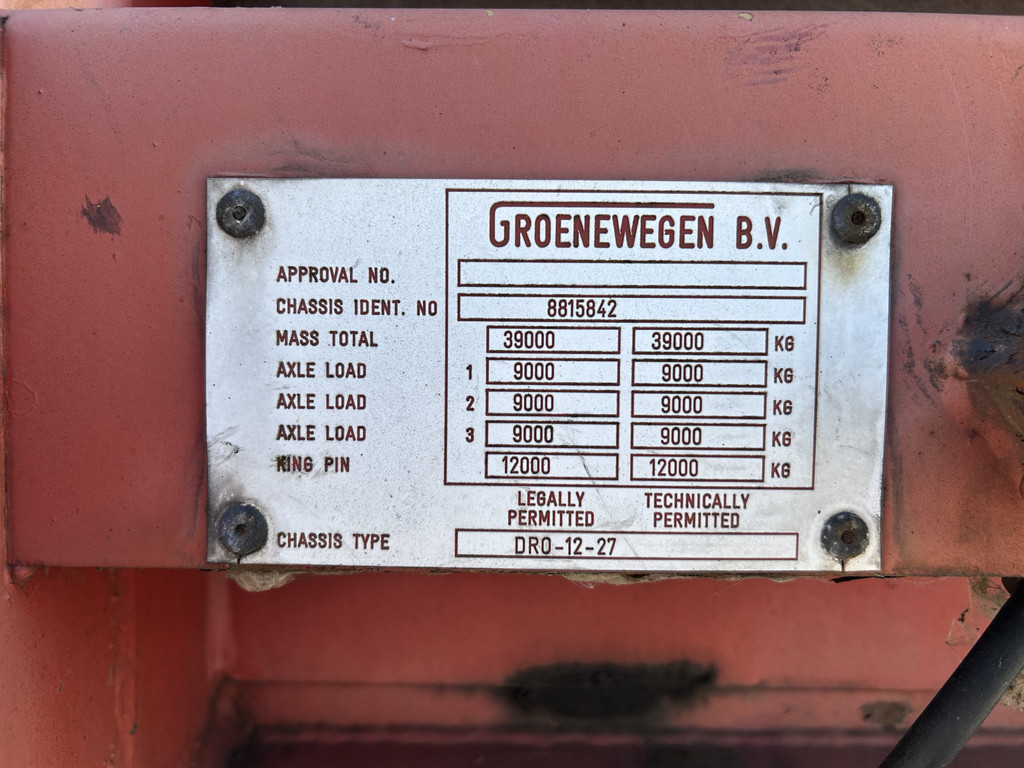 GROENEWEGEN B.V.
APPROVAL NO.
CHASSIS IDENT. NO 8815842
MASS TOTAL 39000 39000 KG
AXLE LOAD 1 9000 9000 KG
AXLE LOAD 2 9000 9000 KG
AXLE LOAD 3 9000 9000 KG
KING PIN 12000 12000 KG
LEGALLY PERMITTED TECHNICALLY PERMITTED
CHASSIS TYPE DRO-12-27